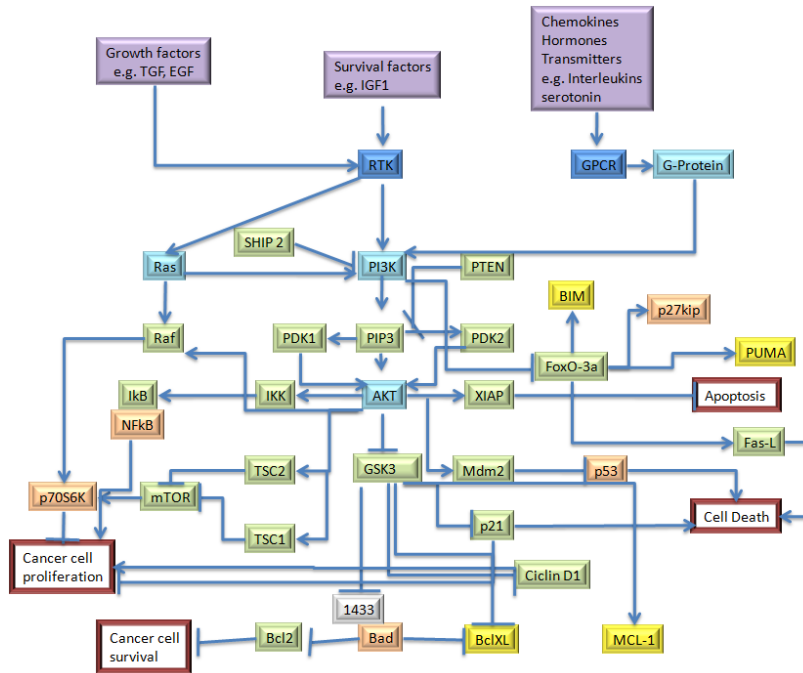 Growth factors
e.g. TGF, EGF
Survival factors
e.g. IGF1
Chemokines
Hormones
Transmitters
e.g. Interleukins
serotonin
RTK
GPCR
G-Protein
SHIP 2
Ras
PI3K
PTEN
BIM
p27kip
Raf
PDK1
PIP3
PDK2
FoxO-3a
PUMA
IkB
IKK
AKT
XIAP
Apoptosis
NFkB
Fas-L
TSC2
GSK3
Mdm2
p53
p70S6K
mTOR
TSC1
p21
Cell Death
Cancer cell
proliferation
Ciclin D1
1433
Cancer cell
survival
Bcl2
Bad
BclXL
MCL-1